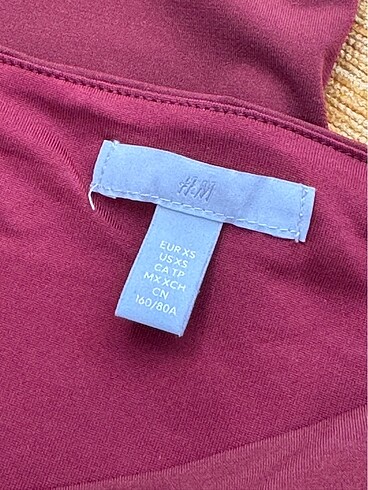 H&M
EUR XS
US XS
CA TP
MX XCH
CN
160/80A